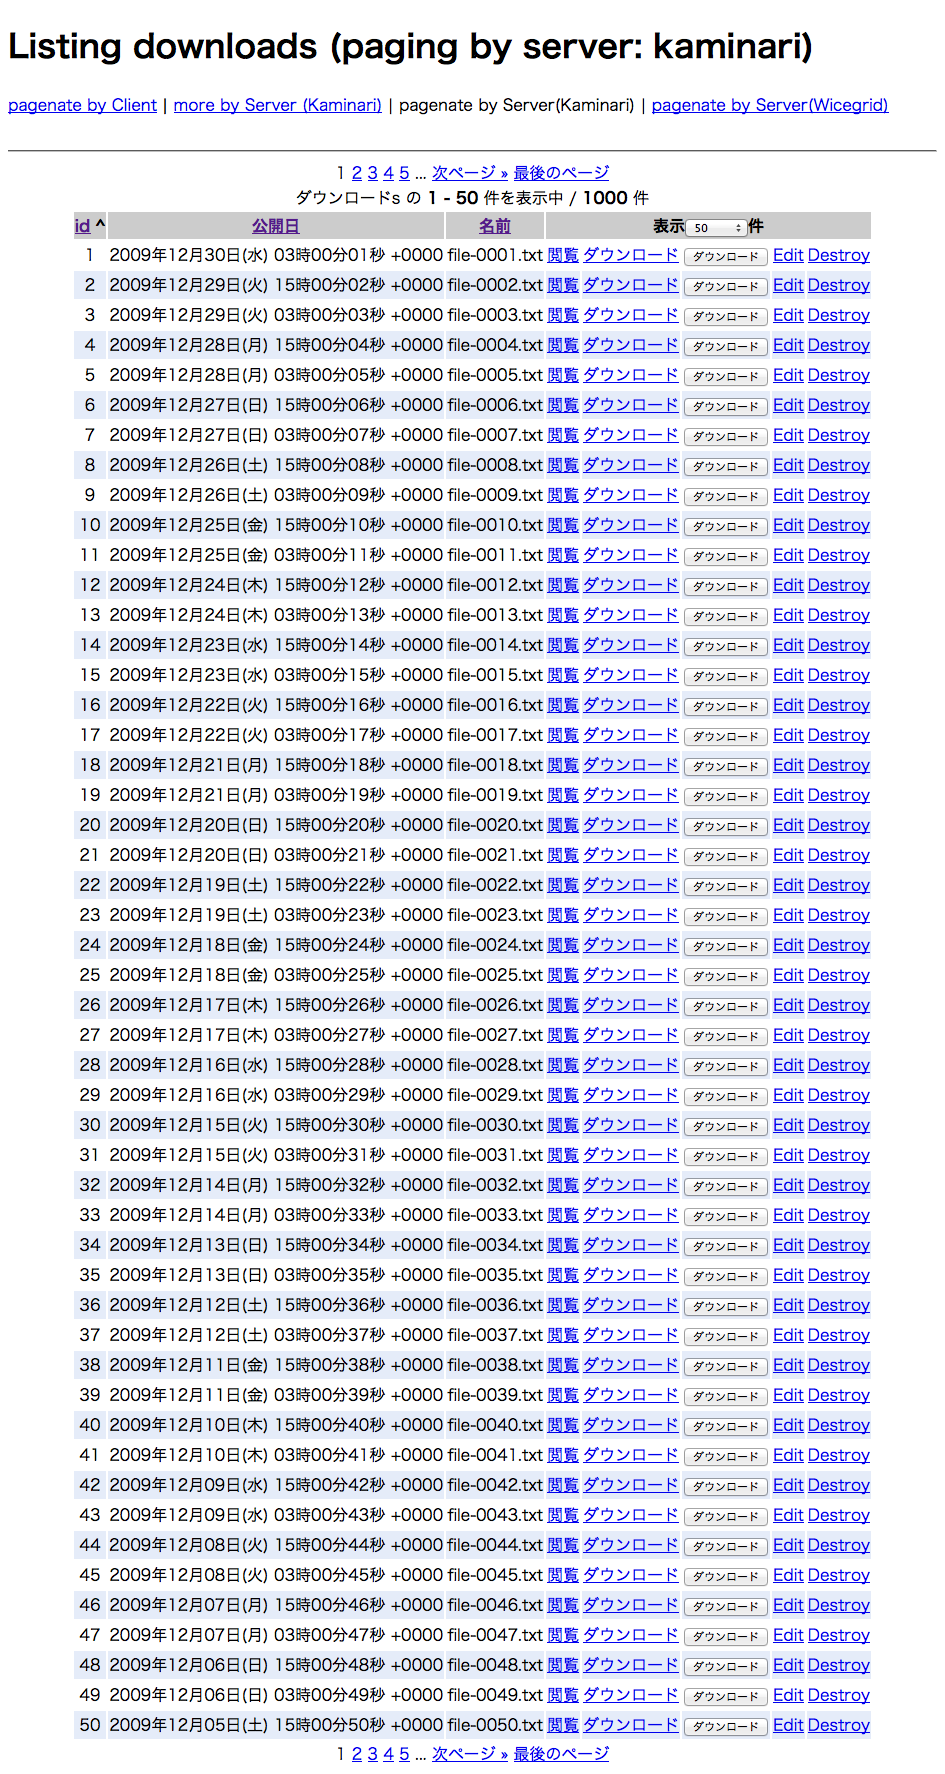 Listing downloads (paging by server: kaminari)
pagenate by Client | more by Server (Kaminari) | pagenate by Server(Kaminari) | pagenate by Server(Wicegrid)
1 2 3 4 5 ... 次ページ » 最後のページ
ダウンロードs の 1 - 50 件を表示中 / 1000 件
id ^ 公開日 名前 表示 50 件
1 2009年12月30日(水) 03時00分01秒 +0000 file-0001.txt 閲覧 ダウンロード ダウンロード Edit Destroy
2 2009年12月29日(火) 15時00分02秒 +0000 file-0002.txt 閲覧 ダウンロード ダウンロード Edit Destroy
3 2009年12月29日(火) 03時00分03秒 +0000 file-0003.txt 閲覧 ダウンロード ダウンロード Edit Destroy
4 2009年12月28日(月) 15時00分04秒 +0000 file-0004.txt 閲覧 ダウンロード ダウンロード Edit Destroy
5 2009年12月28日(月) 03時00分05秒 +0000 file-0005.txt 閲覧 ダウンロード ダウンロード Edit Destroy
6 2009年12月27日(日) 15時00分06秒 +0000 file-0006.txt 閲覧 ダウンロード ダウンロード Edit Destroy
7 2009年12月27日(日) 03時00分07秒 +0000 file-0007.txt 閲覧 ダウンロード ダウンロード Edit Destroy
8 2009年12月26日(土) 15時00分08秒 +0000 file-0008.txt 閲覧 ダウンロード ダウンロード Edit Destroy
9 2009年12月26日(土) 03時00分09秒 +0000 file-0009.txt 閲覧 ダウンロード ダウンロード Edit Destroy
10 2009年12月25日(金) 15時00分10秒 +0000 file-0010.txt 閲覧 ダウンロード ダウンロード Edit Destroy
11 2009年12月25日(金) 03時00分11秒 +0000 file-0011.txt 閲覧 ダウンロード ダウンロード Edit Destroy
12 2009年12月24日(木) 15時00分12秒 +0000 file-0012.txt 閲覧 ダウンロード ダウンロード Edit Destroy
13 2009年12月24日(木) 03時00分13秒 +0000 file-0013.txt 閲覧 ダウンロード ダウンロード Edit Destroy
14 2009年12月23日(水) 15時00分14秒 +0000 file-0014.txt 閲覧 ダウンロード ダウンロード Edit Destroy
15 2009年12月23日(水) 03時00分15秒 +0000 file-0015.txt 閲覧 ダウンロード ダウンロード Edit Destroy
16 2009年12月22日(火) 15時00分16秒 +0000 file-0016.txt 閲覧 ダウンロード ダウンロード Edit Destroy
17 2009年12月22日(火) 03時00分17秒 +0000 file-0017.txt 閲覧 ダウンロード ダウンロード Edit Destroy
18 2009年12月21日(月) 15時00分18秒 +0000 file-0018.txt 閲覧 ダウンロード ダウンロード Edit Destroy
19 2009年12月21日(月) 03時00分19秒 +0000 file-0019.txt 閲覧 ダウンロード ダウンロード Edit Destroy
20 2009年12月20日(日) 15時00分20秒 +0000 file-0020.txt 閲覧 ダウンロード ダウンロード Edit Destroy
21 2009年12月20日(日) 03時00分21秒 +0000 file-0021.txt 閲覧 ダウンロード ダウンロード Edit Destroy
22 2009年12月19日(土) 15時00分22秒 +0000 file-0022.txt 閲覧 ダウンロード ダウンロード Edit Destroy
23 2009年12月19日(土) 03時00分23秒 +0000 file-0023.txt 閲覧 ダウンロード ダウンロード Edit Destroy
24 2009年12月18日(金) 15時00分24秒 +0000 file-0024.txt 閲覧 ダウンロード ダウンロード Edit Destroy
25 2009年12月18日(金) 03時00分25秒 +0000 file-0025.txt 閲覧 ダウンロード ダウンロード Edit Destroy
26 2009年12月17日(木) 15時00分26秒 +0000 file-0026.txt 閲覧 ダウンロード ダウンロード Edit Destroy
27 2009年12月17日(木) 03時00分27秒 +0000 file-0027.txt 閲覧 ダウンロード ダウンロード Edit Destroy
28 2009年12月16日(水) 15時00分28秒 +0000 file-0028.txt 閲覧 ダウンロード ダウンロード Edit Destroy
29 2009年12月16日(水) 03時00分29秒 +0000 file-0029.txt 閲覧 ダウンロード ダウンロード Edit Destroy
30 2009年12月15日(火) 15時00分30秒 +0000 file-0030.txt 閲覧 ダウンロード ダウンロード Edit Destroy
31 2009年12月15日(火) 03時00分31秒 +0000 file-0031.txt 閲覧 ダウンロード ダウンロード Edit Destroy
32 2009年12月14日(月) 15時00分32秒 +0000 file-0032.txt 閲覧 ダウンロード ダウンロード Edit Destroy
33 2009年12月14日(月) 03時00分33秒 +0000 file-0033.txt 閲覧 ダウンロード ダウンロード Edit Destroy
34 2009年12月13日(日) 15時00分34秒 +0000 file-0034.txt 閲覧 ダウンロード ダウンロード Edit Destroy
35 2009年12月13日(日) 03時00分35秒 +0000 file-0035.txt 閲覧 ダウンロード ダウンロード Edit Destroy
36 2009年12月12日(土) 15時00分36秒 +0000 file-0036.txt 閲覧 ダウンロード ダウンロード Edit Destroy
37 2009年12月12日(土) 03時00分37秒 +0000 file-0037.txt 閲覧 ダウンロード ダウンロード Edit Destroy
38 2009年12月11日(金) 15時00分38秒 +0000 file-0038.txt 閲覧 ダウンロード ダウンロード Edit Destroy
39 2009年12月11日(金) 03時00分39秒 +0000 file-0039.txt 閲覧 ダウンロード ダウンロード Edit Destroy
40 2009年12月10日(木) 15時00分40秒 +0000 file-0040.txt 閲覧 ダウンロード ダウンロード Edit Destroy
41 2009年12月10日(木) 03時00分41秒 +0000 file-0041.txt 閲覧 ダウンロード ダウンロード Edit Destroy
42 2009年12月09日(水) 15時00分42秒 +0000 file-0042.txt 閲覧 ダウンロード ダウンロード Edit Destroy
43 2009年12月09日(水) 03時00分43秒 +0000 file-0043.txt 閲覧 ダウンロード ダウンロード Edit Destroy
44 2009年12月08日(火) 15時00分44秒 +0000 file-0044.txt 閲覧 ダウンロード ダウンロード Edit Destroy
45 2009年12月08日(火) 03時00分45秒 +0000 file-0045.txt 閲覧 ダウンロード ダウンロード Edit Destroy
46 2009年12月07日(月) 15時00分46秒 +0000 file-0046.txt 閲覧 ダウンロード ダウンロード Edit Destroy
47 2009年12月07日(月) 03時00分47秒 +0000 file-0047.txt 閲覧 ダウンロード ダウンロード Edit Destroy
48 2009年12月06日(日) 15時00分48秒 +0000 file-0048.txt 閲覧 ダウンロード ダウンロード Edit Destroy
49 2009年12月06日(日) 03時00分49秒 +0000 file-0049.txt 閲覧 ダウンロード ダウンロード Edit Destroy
50 2009年12月05日(土) 15時00分50秒 +0000 file-0050.txt 閲覧 ダウンロード ダウンロード Edit Destroy
1 2 3 4 5 ... 次ページ » 最後のページ